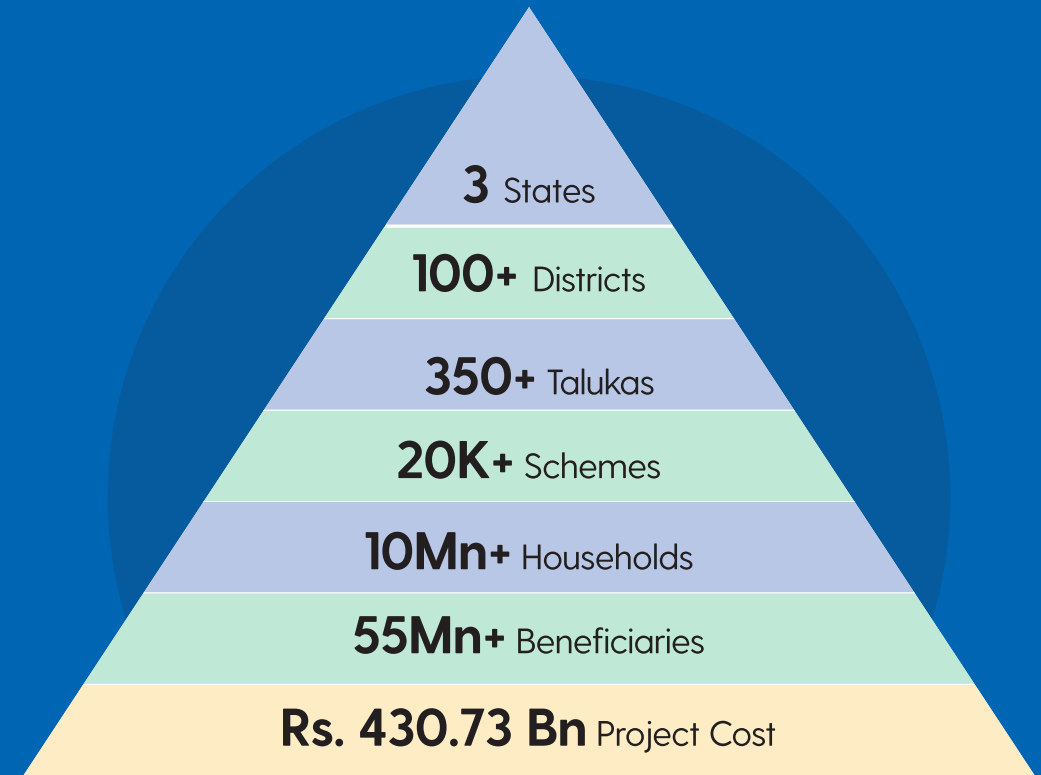 3 States
100+ Districts
350+ Talukas
20K+ Schemes
10Mn+ Households
55Mn+ Beneficiaries
Rs. 430.73 Bn Project Cost